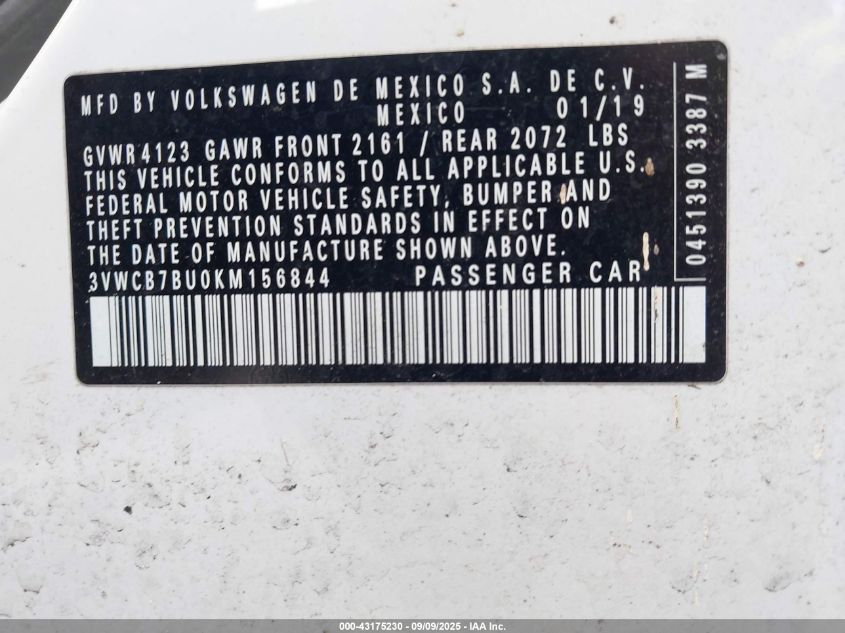 MFD BY VOLKSWAGEN DE MEXICO S.A. DE C.V.
MEXICO 01/19
GVWR 4123 GAWR FRONT 2161 / REAR 2072 LBS
THIS VEHICLE CONFORMS TO ALL APPLICABLE U.S.
FEDERAL MOTOR VEHICLE SAFETY, BUMPER AND
THEFT PREVENTION STANDARDS IN EFFECT ON
THE DATE OF MANUFACTURE SHOWN ABOVE.
3VWCB7BU0KM156844 PASSENGER CAR
0451390 3387 M
000-43175230 - 09/09/2025 - IAA Inc.